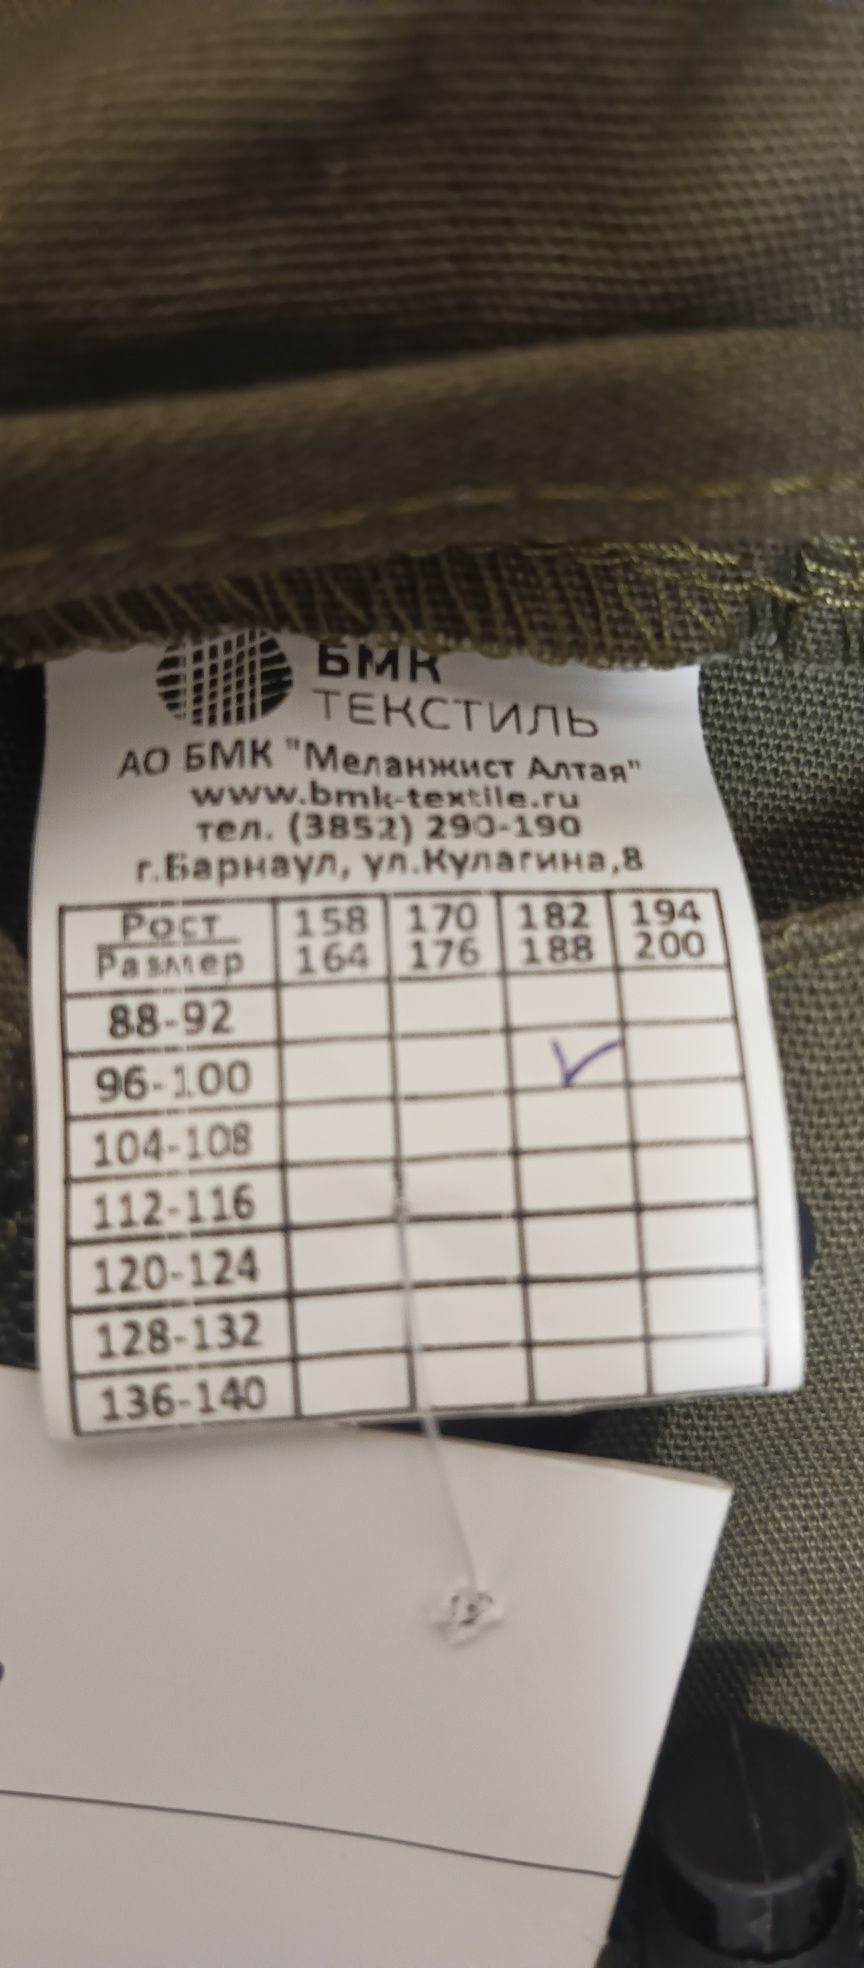 БМК
ТЕКСТИЛЬ
АО БМК "Меланжист Алтая"
www.bmk-textile.ru
тел. (3852) 290-190
г.Барнаул, ул.Кулагина,8
Рост 158 170 182 194
Размер 164 176 188 200
88-92
96-100
104-108
112-116
120-124
128-132
136-140